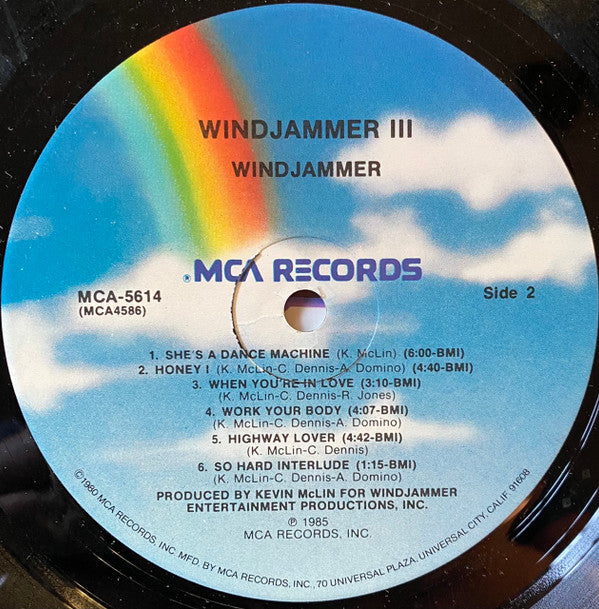 WINDJAMMER III
WINDJAMMER
® MCA RECORDS
MCA-5614
(MCA4586)
Side 2
1. SHE'S A DANCE MACHINE (K. McLin) (6:00-BMI)
2. HONEY! (K. McLin-C. Dennis-A. Domino) (4:40-BMI)
3. WHEN YOU'RE IN LOVE (3:10-BMI)
(K. McLin-C. Dennis-R. Jones)
4. WORK YOUR BODY (4:07-BMI)
(K. McLin-C. Dennis-A. Domino)
5. HIGHWAY LOVER (4:42-BMI)
(K. McLin-C. Dennis)
6. SO HARD INTERLUDE (1:15-BMI)
(K. McLin-C. Dennis-A. Domino)
PRODUCED BY KEVIN McLIN FOR WINDJAMMER
ENTERTAINMENT PRODUCTIONS, INC.
℗ 1985
MCA RECORDS, INC.
©1980 MCA RECORDS, INC. MFD. BY MCA RECORDS, INC., 70 UNIVERSAL PLAZA, UNIVERSAL CITY, CALIF. 91608